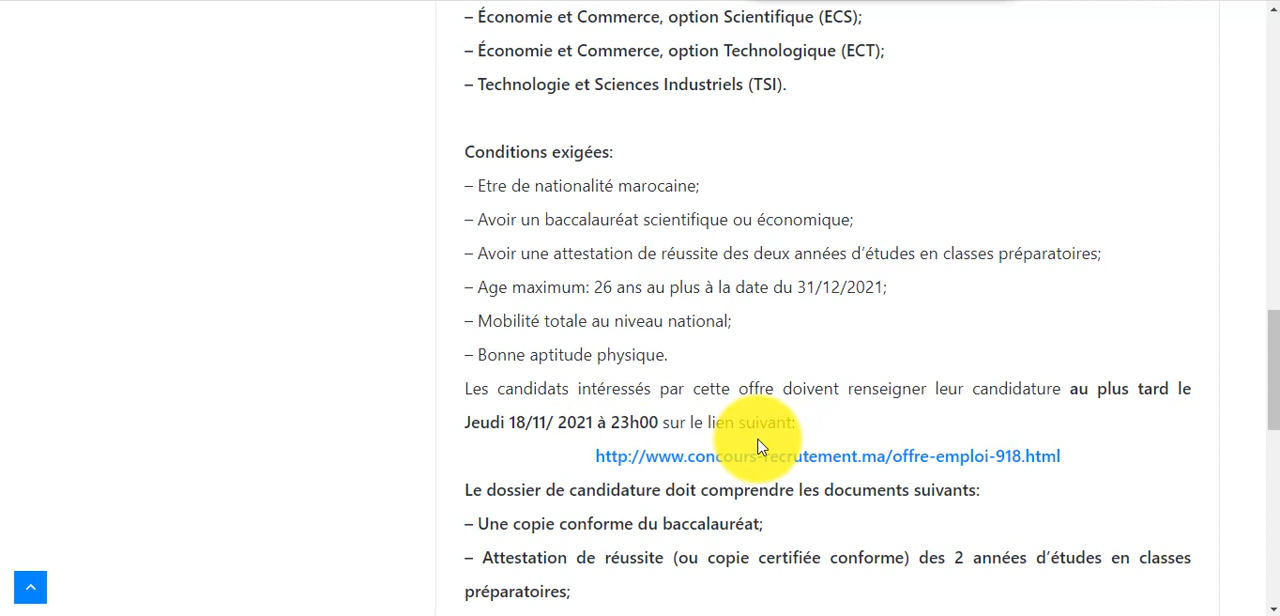 – Économie et Commerce, option Scientifique (ECS);
– Économie et Commerce, option Technologique (ECT);
– Technologie et Sciences Industriels (TSI).
Conditions exigées:
– Etre de nationalité marocaine;
– Avoir un baccalauréat scientifique ou économique;
– Avoir une attestation de réussite des deux années d’études en classes préparatoires;
– Age maximum: 26 ans au plus à la date du 31/12/2021;
– Mobilité totale au niveau national;
– Bonne aptitude physique.
Les candidats intéressés par cette offre doivent renseigner leur candidature au plus tard le
Jeudi 18/11/ 2021 à 23h00 sur le lien suivant:
http://www.concours-recrutement.ma/offre-emploi-918.html
Le dossier de candidature doit comprendre les documents suivants:
– Une copie conforme du baccalauréat;
– Attestation de réussite (ou copie certifiée conforme) des 2 années d’études en classes
préparatoires;